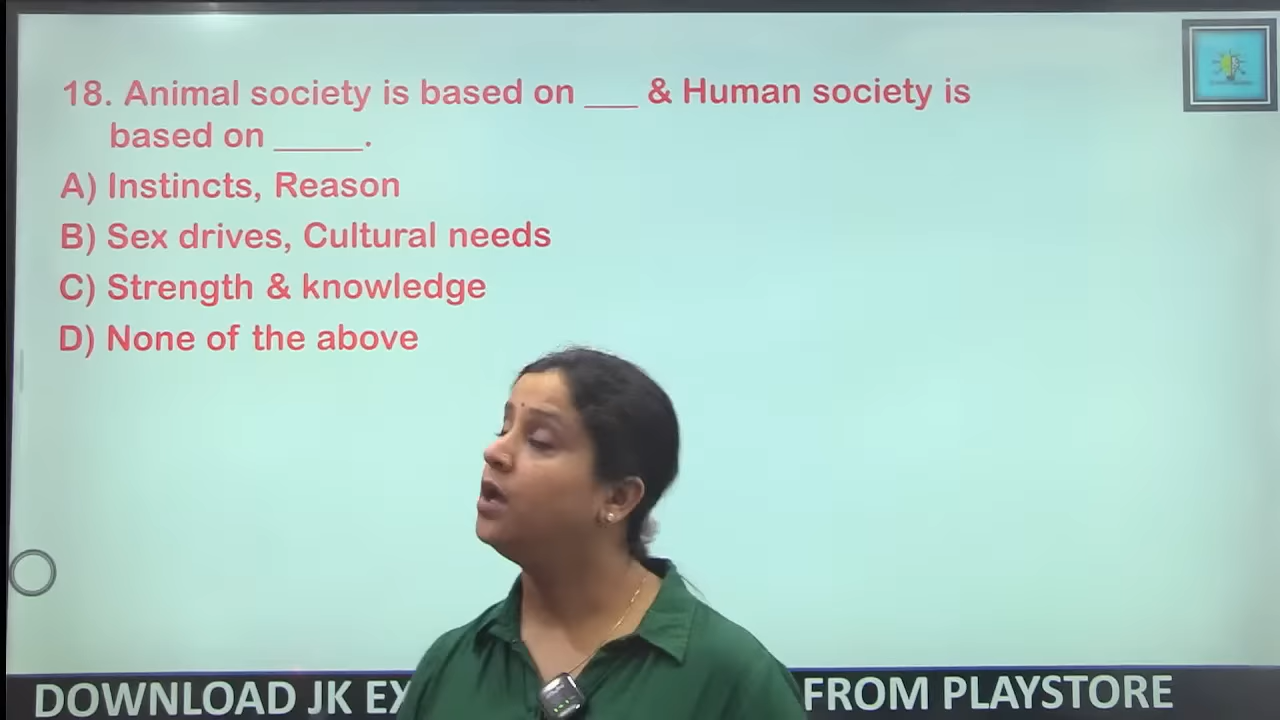 18. Animal society is based on ___ & Human society is
based on _____.
A) Instincts, Reason
B) Sex drives, Cultural needs
C) Strength & knowledge
D) None of the above
DOWNLOAD JK EX FROM PLAYSTORE